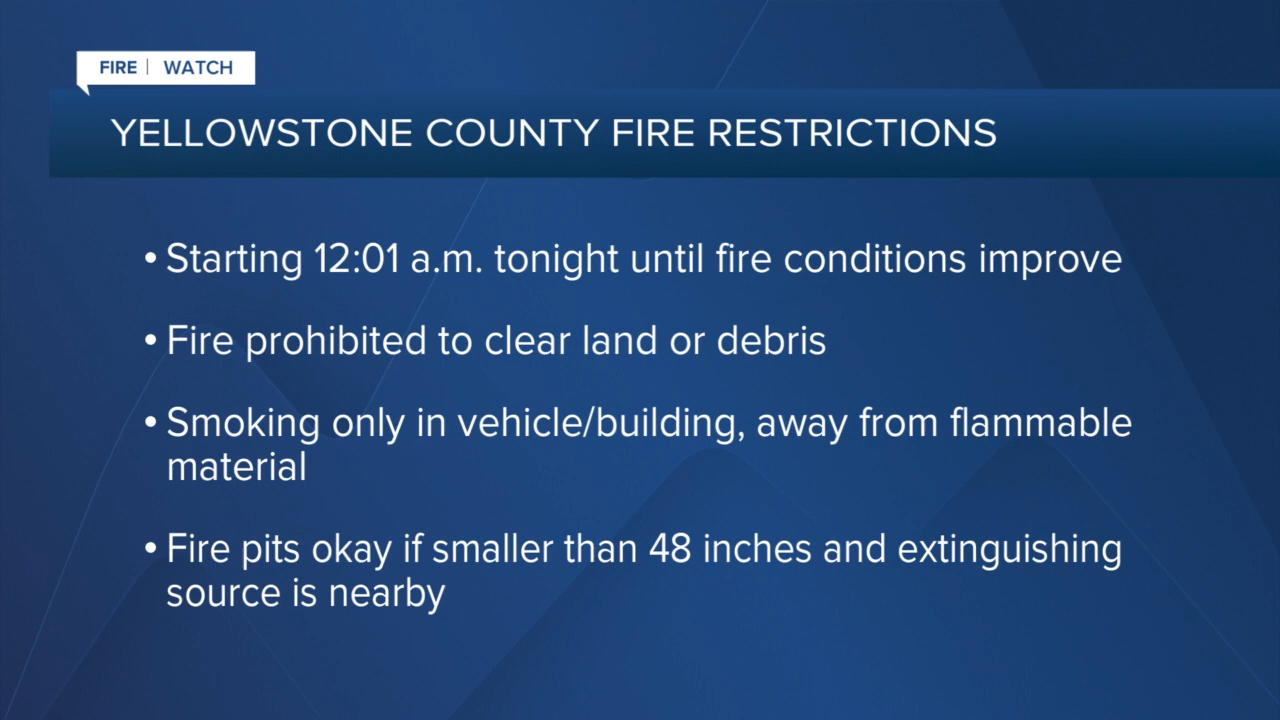 FIRE | WATCH
YELLOWSTONE COUNTY FIRE RESTRICTIONS
• Starting 12:01 a.m. tonight until fire conditions improve
• Fire prohibited to clear land or debris
• Smoking only in vehicle/building, away from flammable
material
• Fire pits okay if smaller than 48 inches and extinguishing
source is nearby